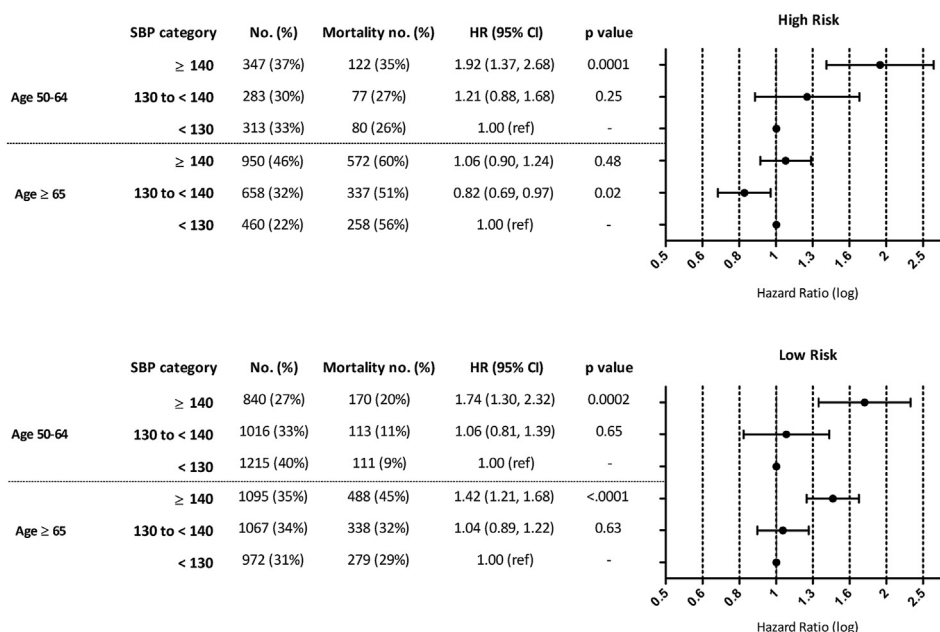 High Risk
SBP category No. (%) Mortality no. (%) HR (95% CI) p value
≥ 140 347 (37%) 122 (35%) 1.92 (1.37, 2.68) 0.0001
Age 50-64 130 to < 140 283 (30%) 77 (27%) 1.21 (0.88, 1.68) 0.25
< 130 313 (33%) 80 (26%) 1.00 (ref) -
≥ 140 950 (46%) 572 (60%) 1.06 (0.90, 1.24) 0.48
Age ≥ 65 130 to < 140 658 (32%) 337 (51%) 0.82 (0.69, 0.97) 0.02
< 130 460 (22%) 258 (56%) 1.00 (ref) -
0.5 0.6 0.8 1 1.3 1.6 2 2.5
Hazard Ratio (log)
Low Risk
SBP category No. (%) Mortality no. (%) HR (95% CI) p value
≥ 140 840 (27%) 170 (20%) 1.74 (1.30, 2.32) 0.0002
Age 50-64 130 to < 140 1016 (33%) 113 (11%) 1.06 (0.81, 1.39) 0.65
< 130 1215 (40%) 111 (9%) 1.00 (ref) -
≥ 140 1095 (35%) 488 (45%) 1.42 (1.21, 1.68) <.0001
Age ≥ 65 130 to < 140 1067 (34%) 338 (32%) 1.04 (0.89, 1.22) 0.63
< 130 972 (31%) 279 (29%) 1.00 (ref) -
0.5 0.6 0.8 1 1.3 1.6 2 2.5
Hazard Ratio (log)